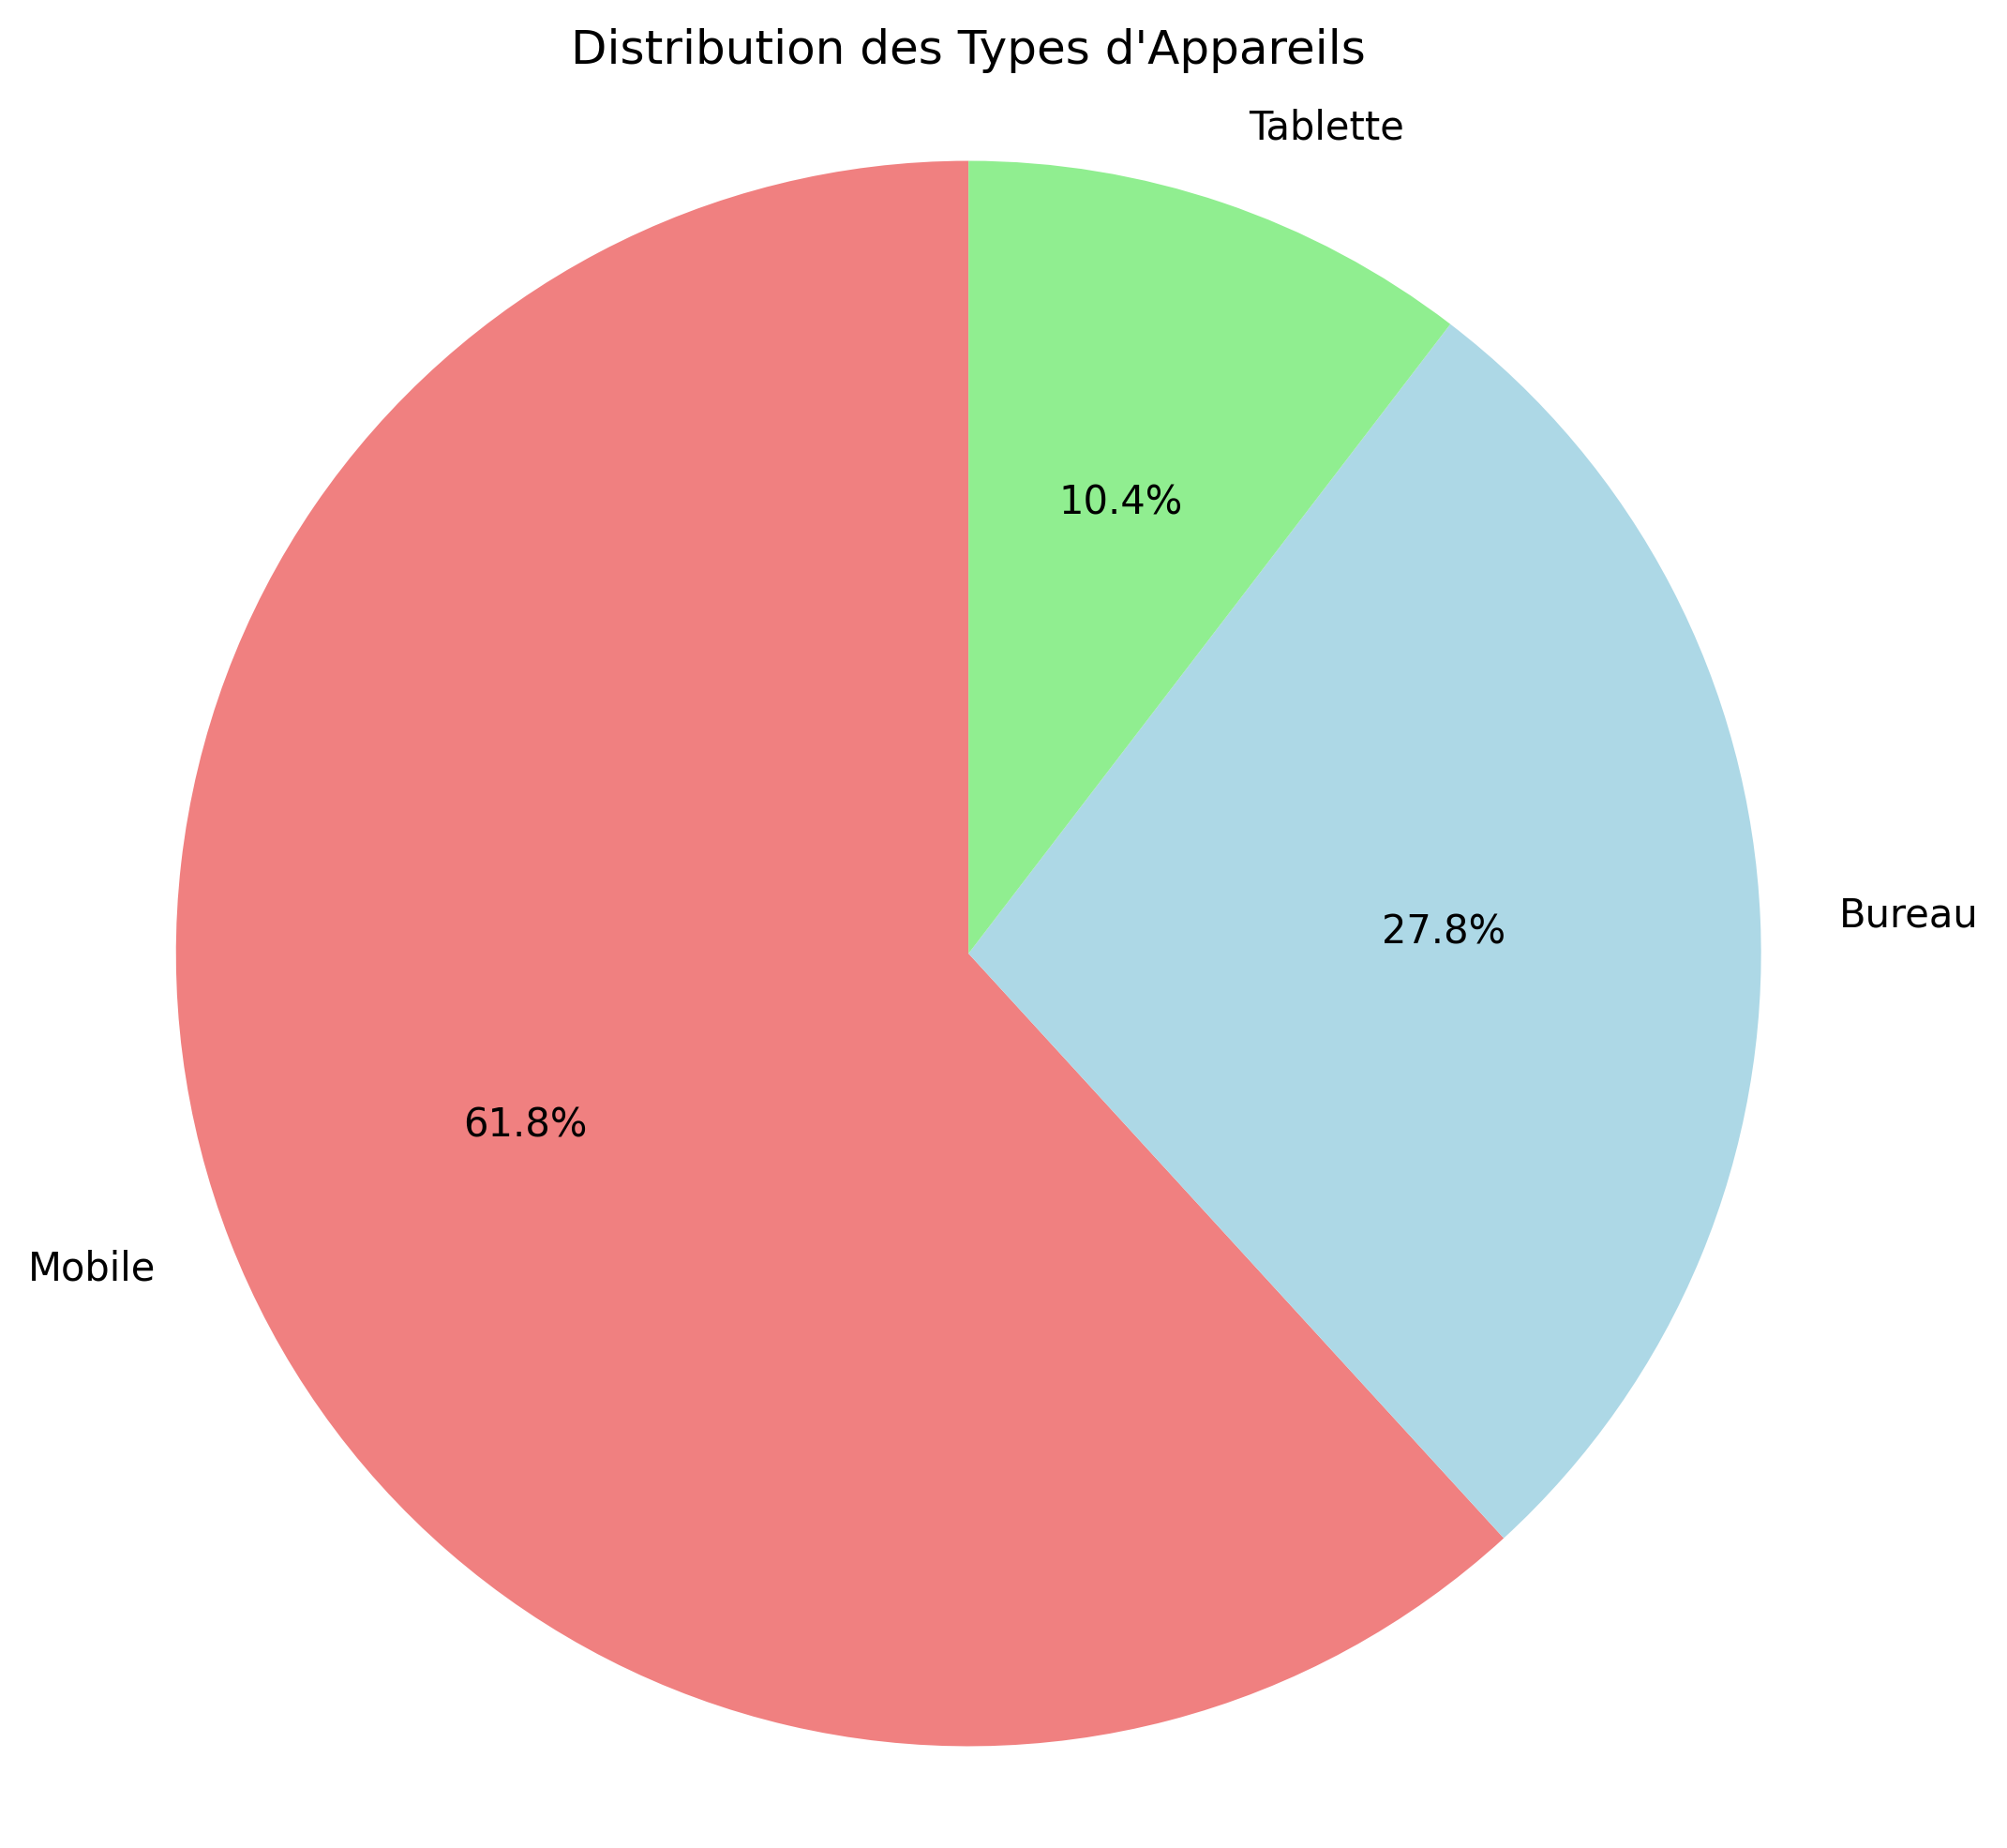 Distribution des Types d'Appareils
Tablette
10.4%
27.8%
Bureau
61.8%
Mobile